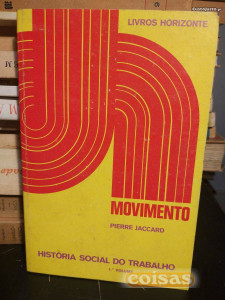 LIVROS HORIZONTE
MOVIMENTO
PIERRE JACCARD
HISTÓRIA SOCIAL DO TRABALHO
coisas